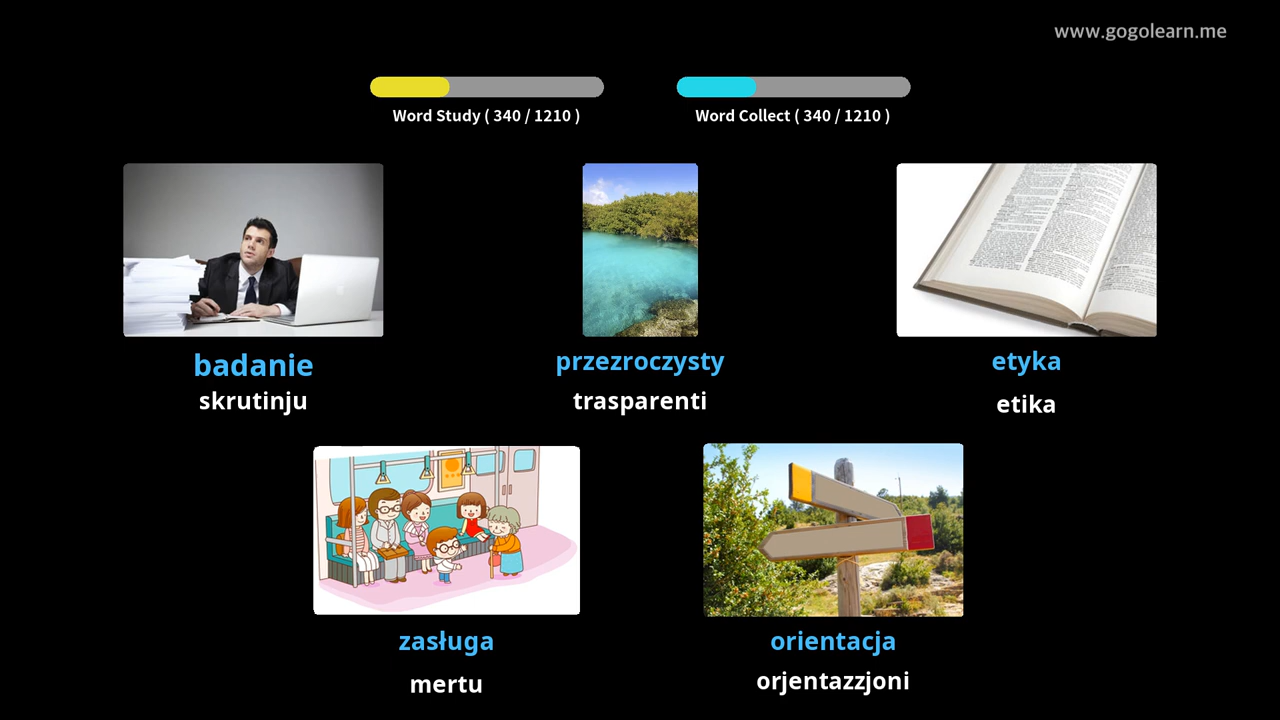 www.gogolearn.me
Word Study ( 340 / 1210 )
Word Collect ( 340 / 1210 )
badanie
skrutinju
przezroczysty
trasparenti
etyka
etika
zasługa
mertu
orientacja
orjentazzjoni